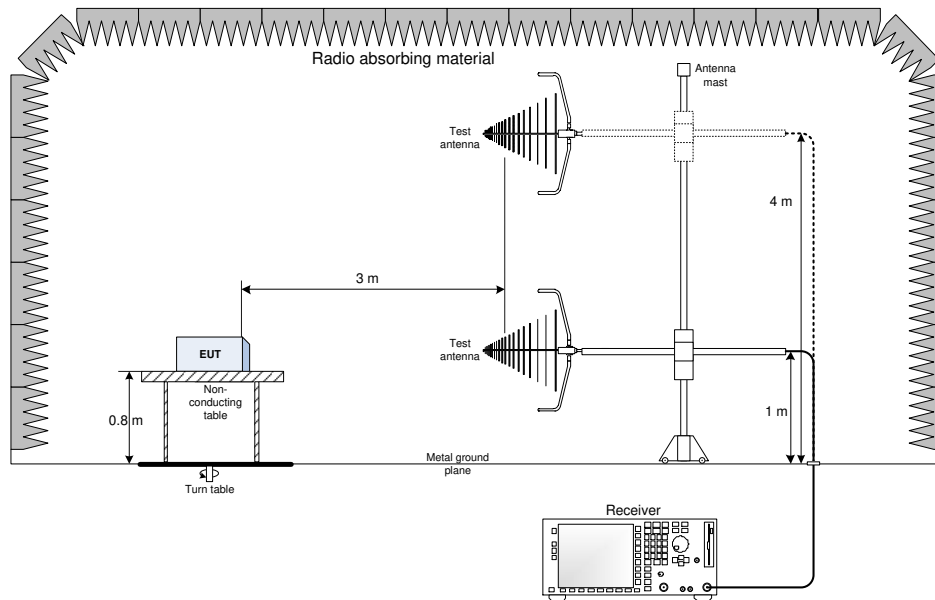 Radio absorbing material
Antenna
mast
Test
antenna
4 m
3 m
Test
antenna
EUT
Non-
conducting
table
0.8 m
1 m
Metal ground
plane
Turn table
Receiver